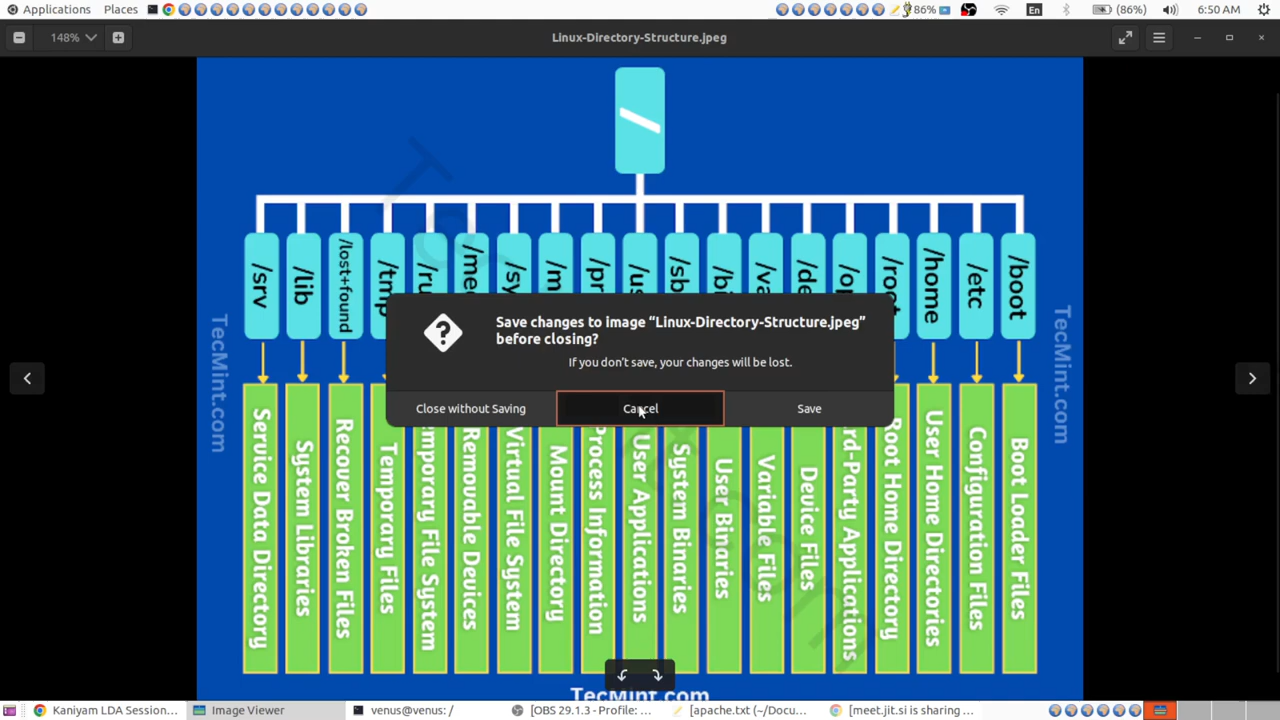 Applications Places 86% En (86%) 6:50 AM
148% Linux-Directory-Structure.jpeg
/
/srv
/lib
/lost+found
/tmp
/root
/home
/etc
/boot
TecMint.com
TecMint.com
Save changes to image “Linux-Directory-Structure.jpeg”
before closing?
If you don’t save, your changes will be lost.
Close without Saving Cancel Save
Service Data Directory
System Libraries
Recover Broken Files
Temporary Files
File System
Removable Devices
Virtual File System
Mount Directory
Process Information
User Applications
System Binaries
User Binaries
Variable Files
Device Files
Applications
Root Home Directory
User Home Directories
Configuration Files
Boot Loader Files
TecMint.com
Kaniyam LDA Session... Image Viewer venus@venus: / [OBS 29.1.3 - Profile: ... [apache.txt (~/Docu... [meet.jit.si is sharing ...